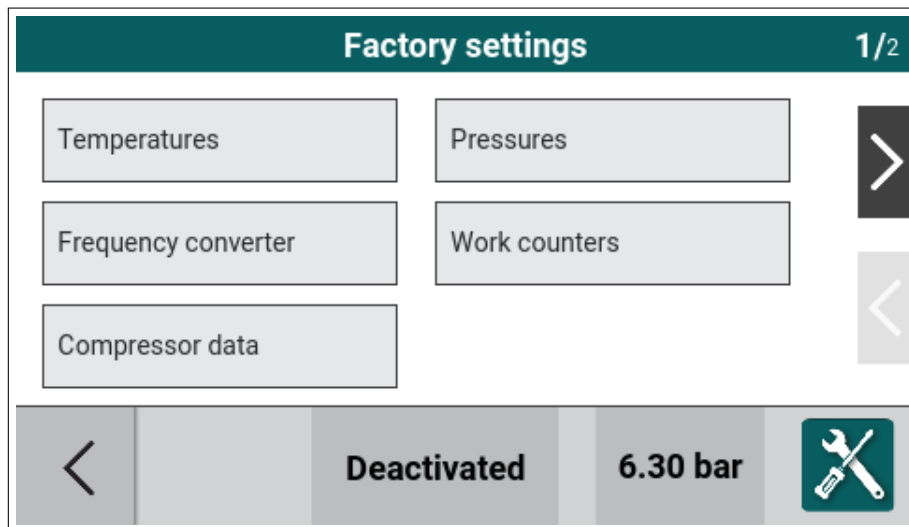 Factory settings 1/2
Temperatures Pressures
Frequency converter Work counters
Compressor data
Deactivated 6.30 bar